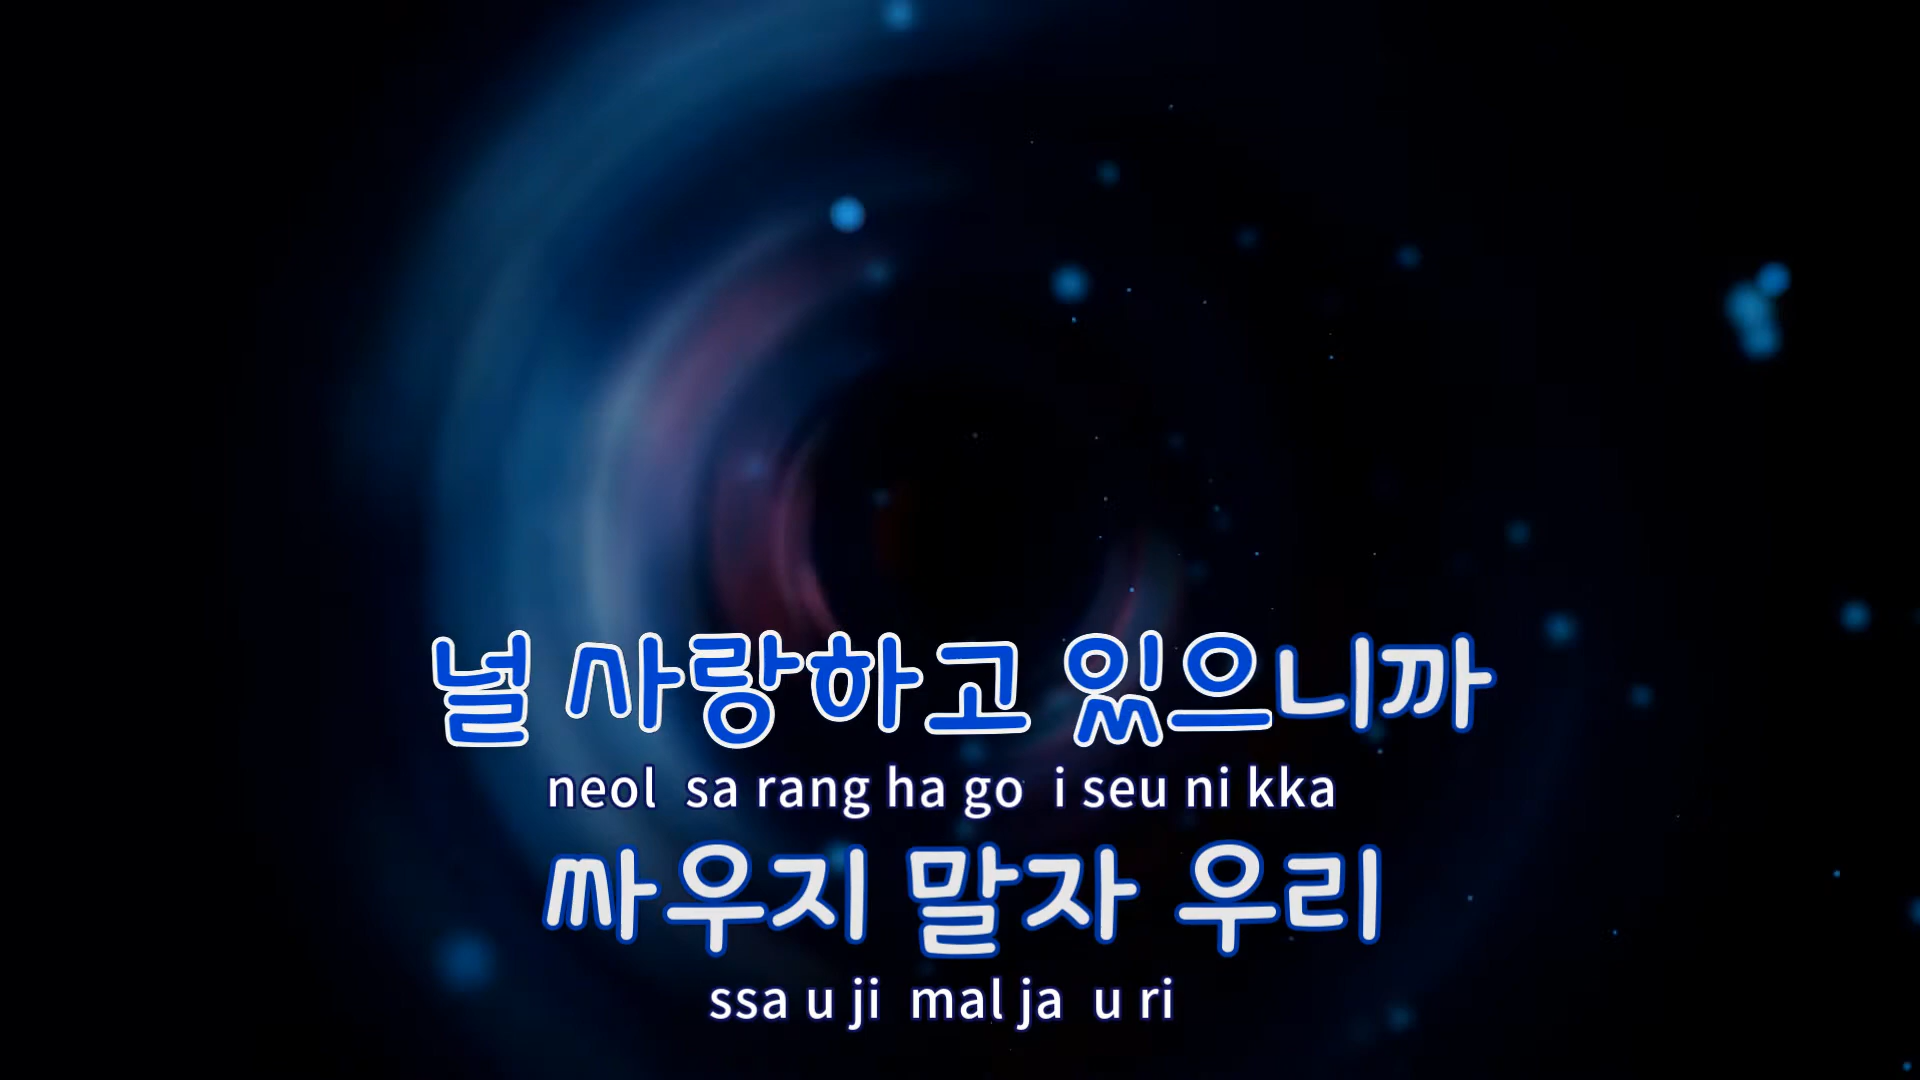 널 사랑하고 있으니까
neol sa rang ha go i seu ni kka
싸우지 말자 우리
ssa u ji mal ja u ri